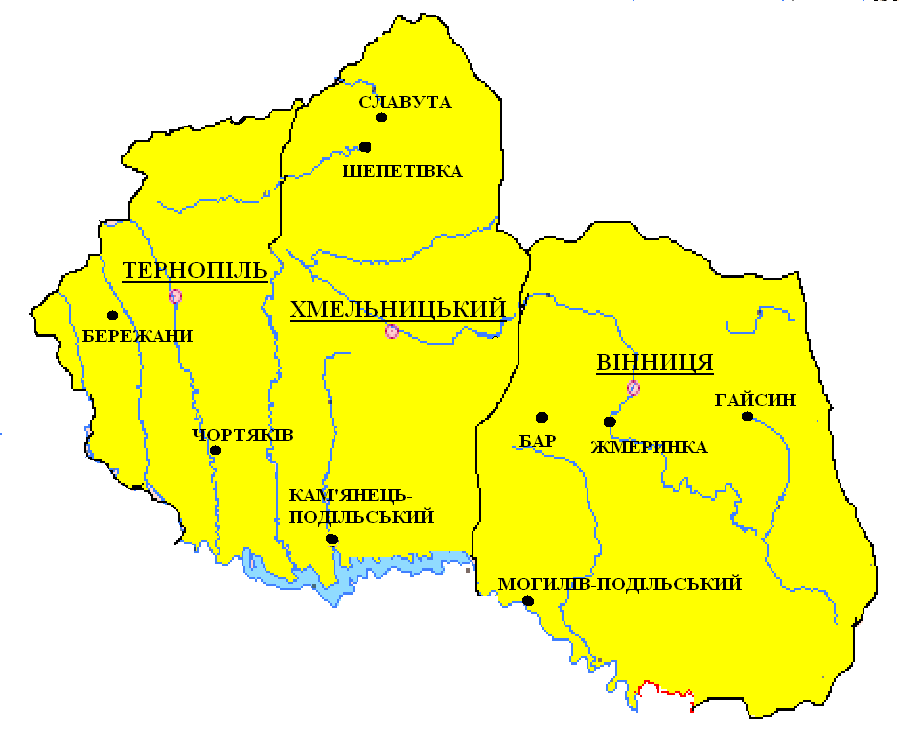 СЛАВУТА
ШЕПЕТІВКА
ТЕРНОПІЛЬ
ХМЕЛЬНИЦЬКИЙ
БЕРЕЖАНИ
ВІННИЦЯ
ГАЙСИН
ЧОРТЯКІВ
БАР
ЖМЕРИНКА
КАМ'ЯНЕЦЬ-
ПОДІЛЬСЬКИЙ
МОГИЛІВ-ПОДІЛЬСЬКИЙ